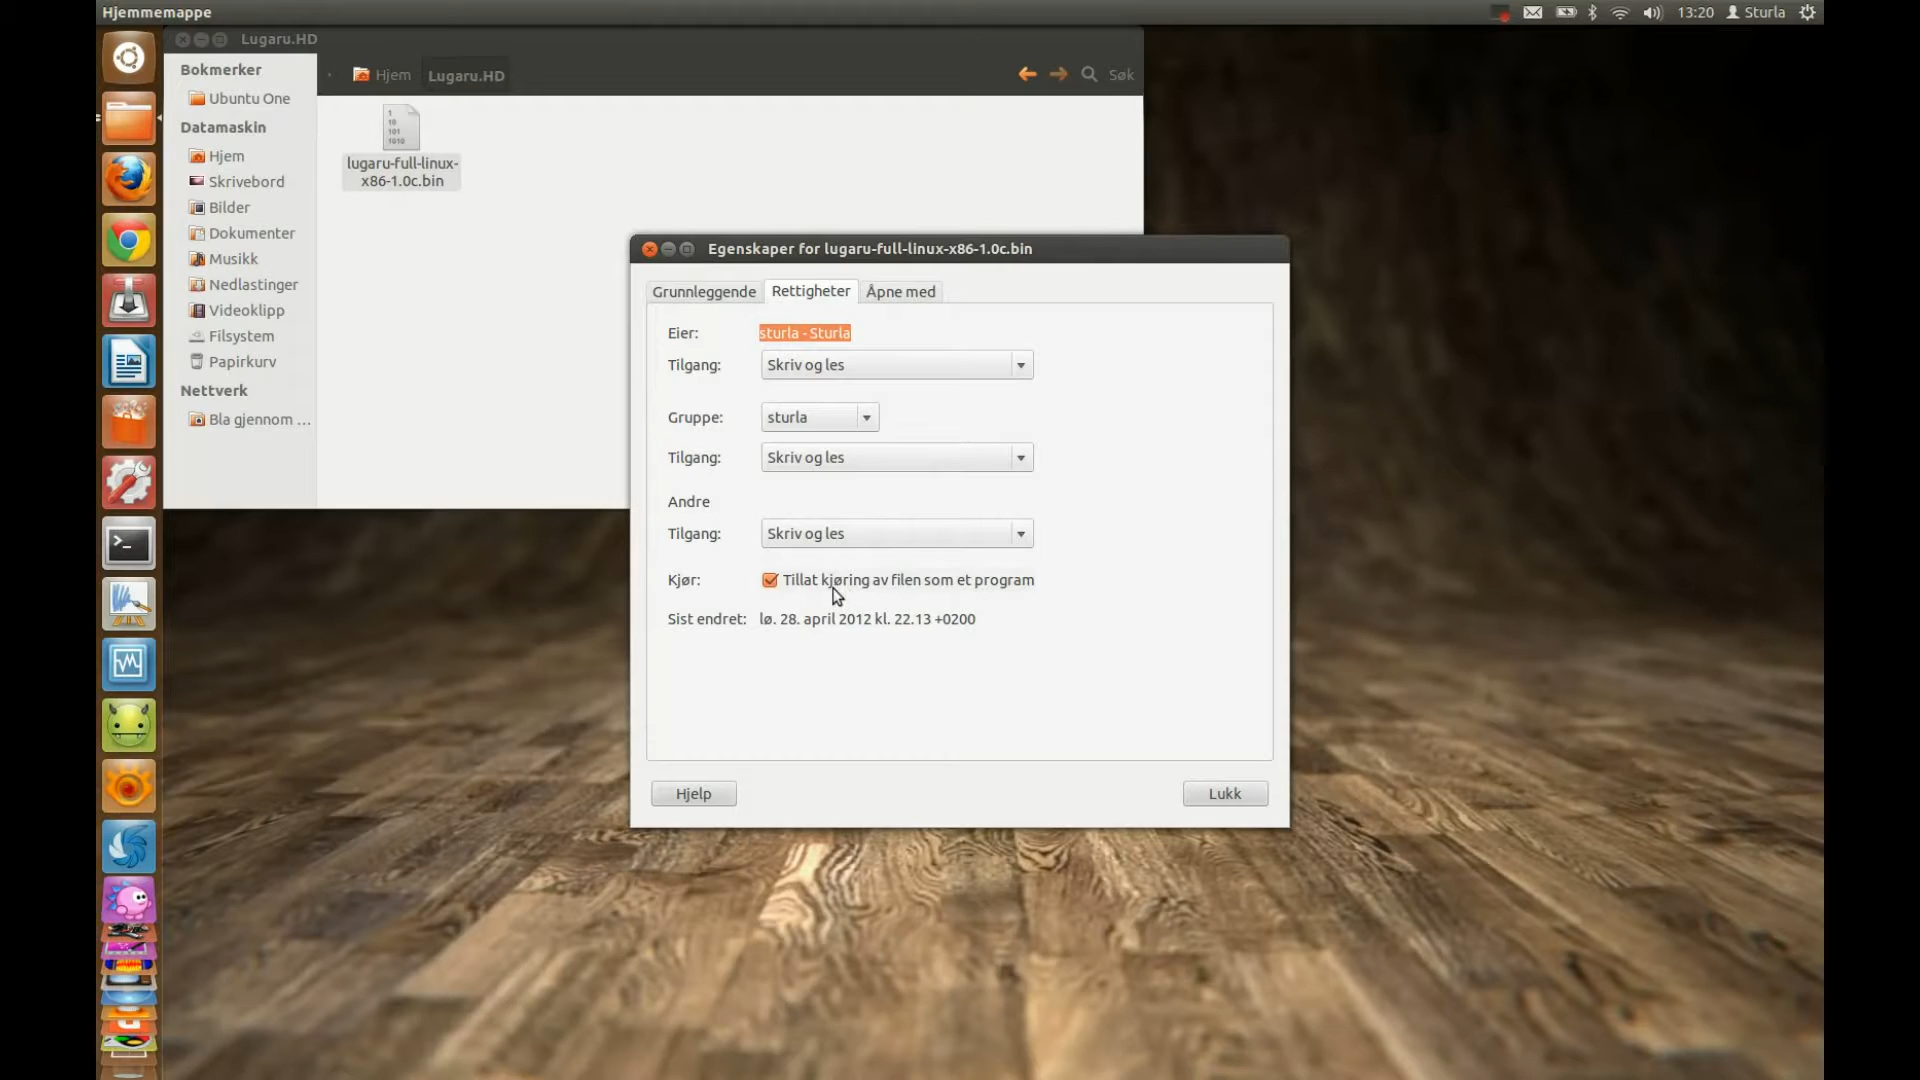 Hjemmemappe
13:20 Sturla
Lugaru.HD
Hjem Lugaru.HD Søk
Bokmerker
Ubuntu One
Datamaskin
Hjem
Skrivebord
Bilder
Dokumenter
Musikk
Nedlastinger
Videoklipp
Filsystem
Papirkurv
Nettverk
Bla gjennom ...
1
10
101
1010
lugaru-full-linux-
x86-1.0c.bin
Egenskaper for lugaru-full-linux-x86-1.0c.bin
Grunnleggende Rettigheter Åpne med
Eier: sturla - Sturla
Tilgang: Skriv og les
Gruppe: sturla
Tilgang: Skriv og les
Andre
Tilgang: Skriv og les
Kjør: Tillat kjøring av filen som et program
Sist endret: lø. 28. april 2012 kl. 22.13 +0200
Hjelp Lukk